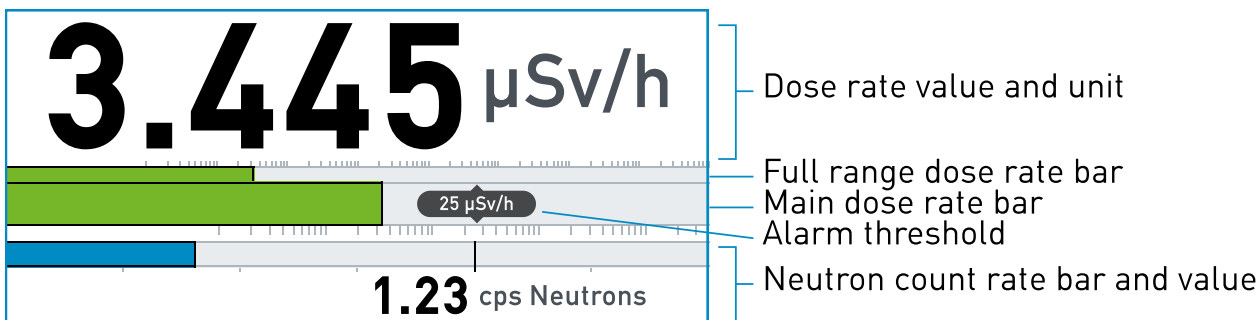 3.445 µSv/h
Dose rate value and unit
Full range dose rate bar
Main dose rate bar
25 µSv/h
Alarm threshold
Neutron count rate bar and value
1.23 cps Neutrons